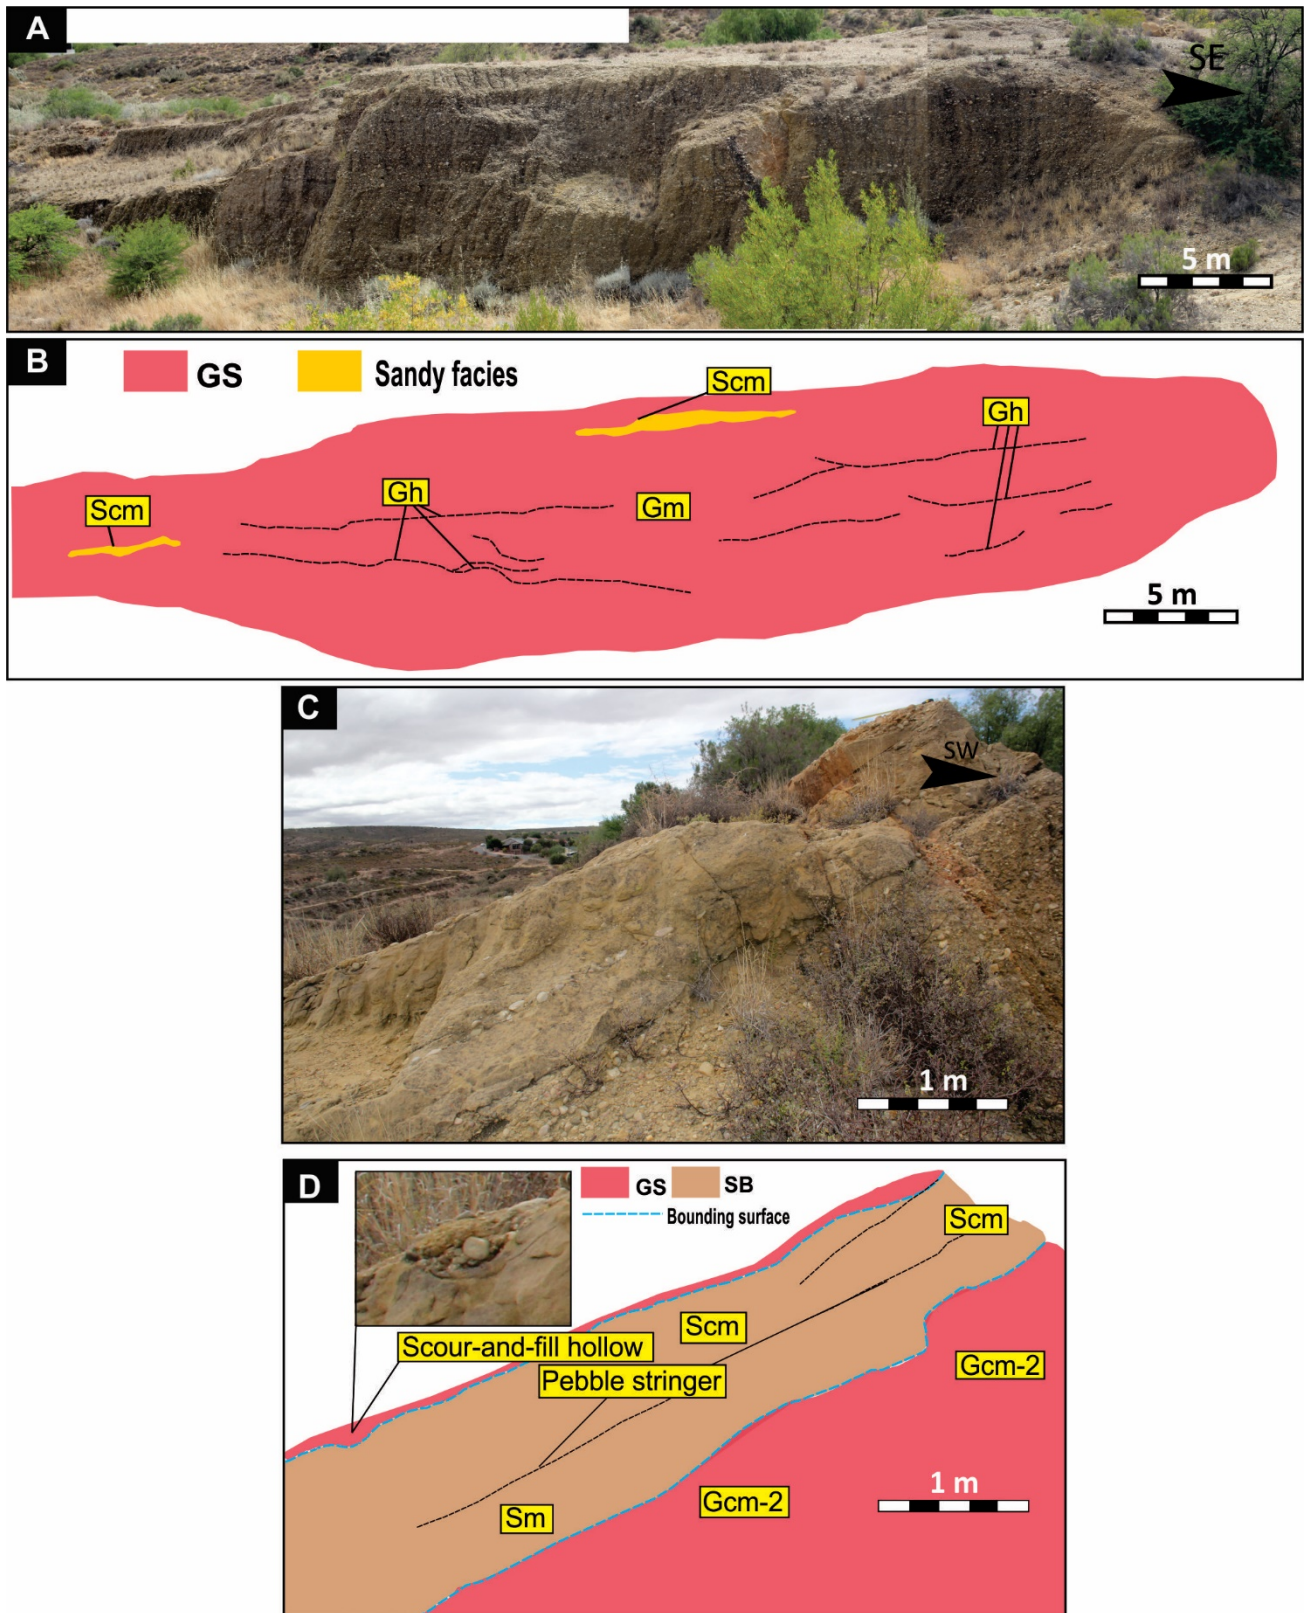 A
SE
5 m
B
GS
Sandy facies
Scm
Gh
Gh
Scm
Gm
5 m
C
SW
1 m
D
GS SB
Bounding surface
Scm
Scm
Scour-and-fill hollow
Pebble stringer
Gcm-2
Gcm-2
Sm
1 m